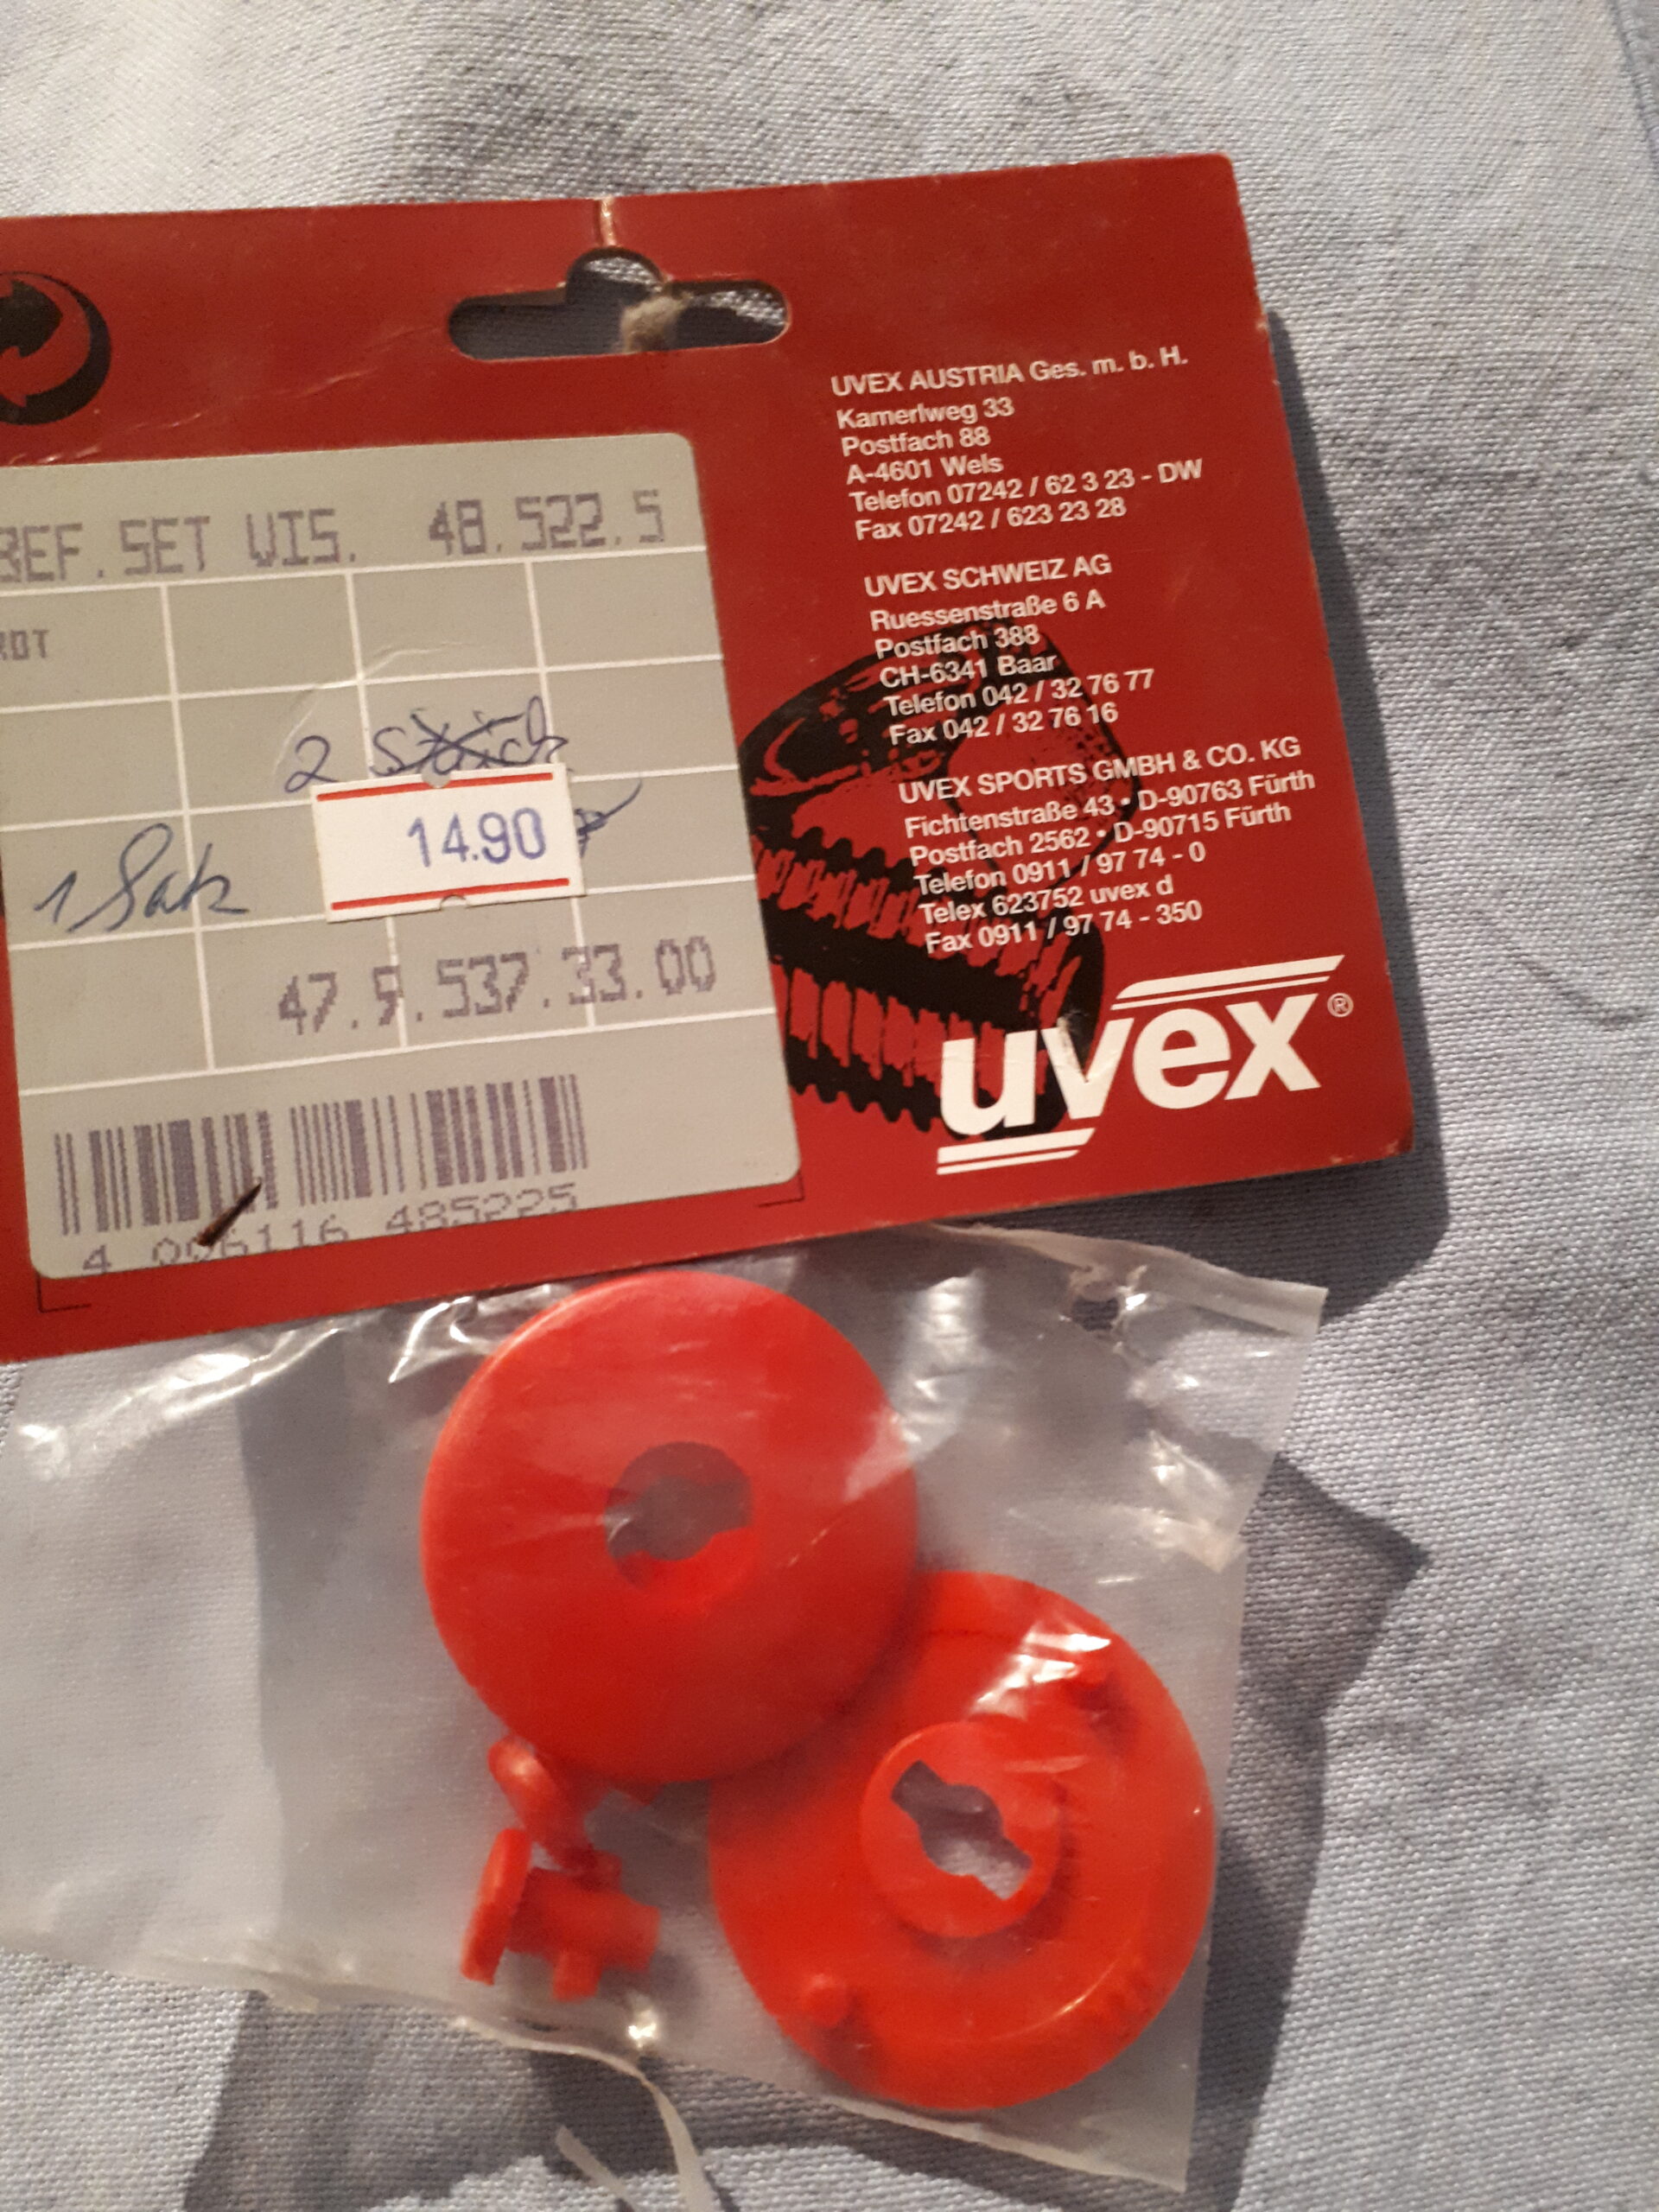 BEF.SET VIS. 48.522.5
ROT
2 Stück
14.90
1 Satz
47.9.537.33.00
4 006116 485225
UVEX AUSTRIA Ges. m. b. H.
Kamerlweg 33
Postfach 88
A-4601 Wels
Telefon 07242 / 62 3 23 - DW
Fax 07242 / 623 23 28
UVEX SCHWEIZ AG
Ruessenstraße 6 A
Postfach 388
CH-6341 Baar
Telefon 042 / 32 76 77
Fax 042 / 32 76 16
UVEX SPORTS GMBH & CO. KG
Fichtenstraße 43 • D-90763 Fürth
Postfach 2562 • D-90715 Fürth
Telefon 0911 / 97 74 - 0
Telex 623752 uvex d
Fax 0911 / 97 74 - 350
uvex®